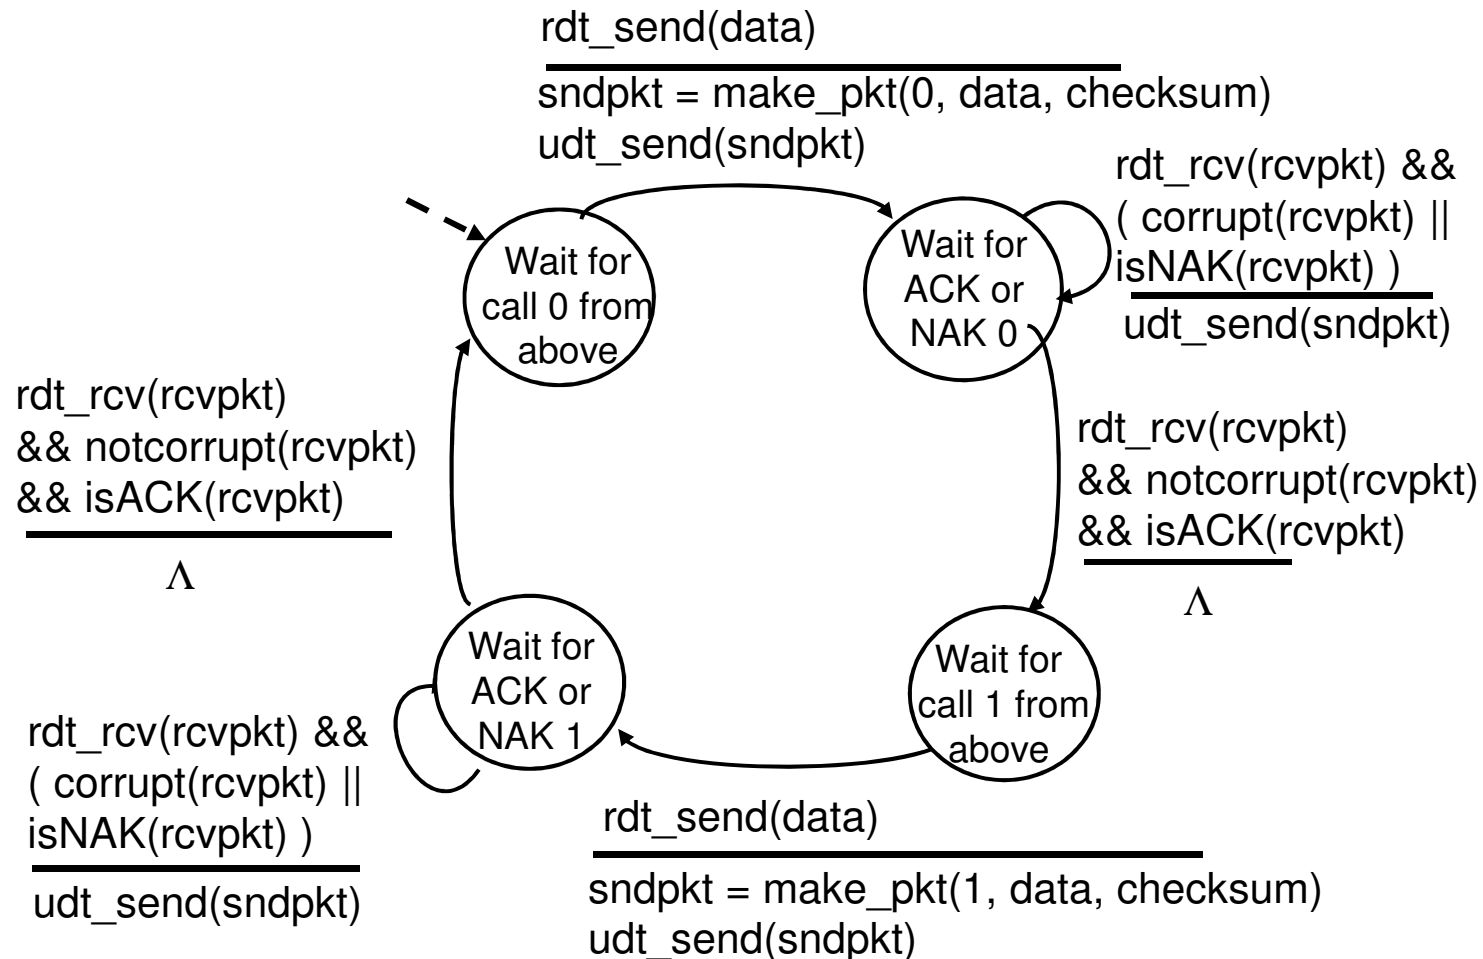 rdt_send(data)
sndpkt = make_pkt(0, data, checksum)
udt_send(sndpkt)
rdt_rcv(rcvpkt) &&
( corrupt(rcvpkt) ||
isNAK(rcvpkt) )
udt_send(sndpkt)
Wait for
call 0 from
above
Wait for
ACK or
NAK 0
rdt_rcv(rcvpkt)
&& notcorrupt(rcvpkt)
&& isACK(rcvpkt)
Λ
rdt_rcv(rcvpkt)
&& notcorrupt(rcvpkt)
&& isACK(rcvpkt)
Λ
Wait for
ACK or
NAK 1
Wait for
call 1 from
above
rdt_rcv(rcvpkt) &&
( corrupt(rcvpkt) ||
isNAK(rcvpkt) )
udt_send(sndpkt)
rdt_send(data)
sndpkt = make_pkt(1, data, checksum)
udt_send(sndpkt)